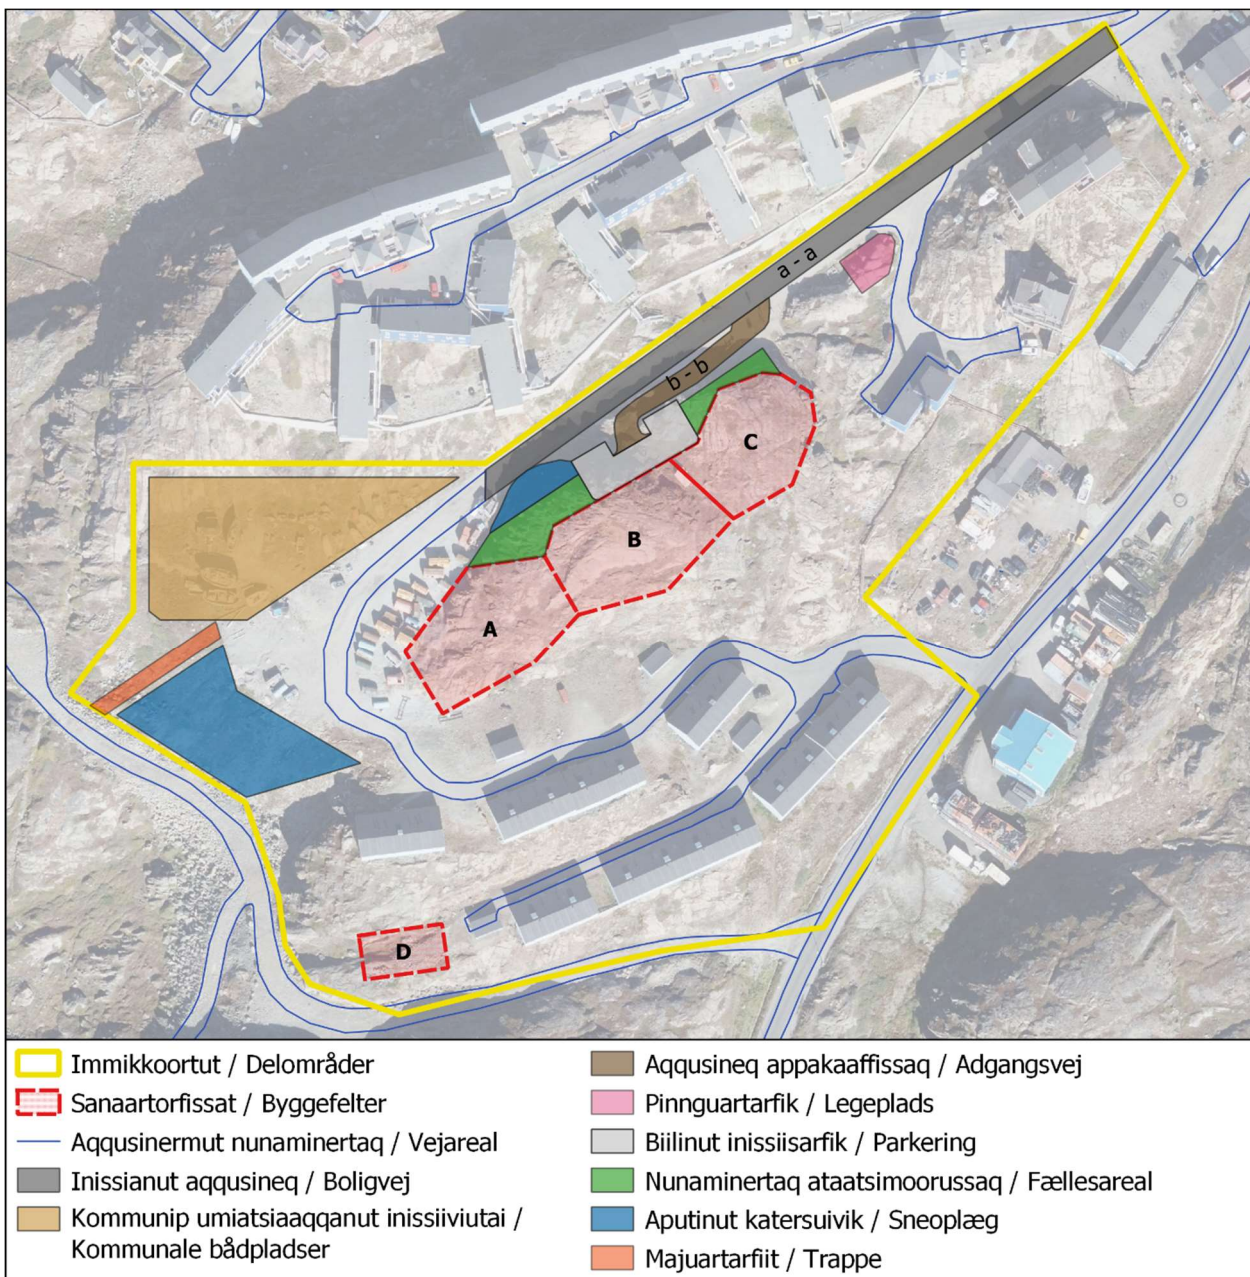 a - a
b - b
C
B
A
D
Immikkoortut / Delområder
Sanaartorfissat / Byggefelter
Aqqusinermut nunaminertaq / Vejareal
Inissianut aqqusineq / Boligvej
Kommunip umiatsiaaqqanut inissiiviutai /
Kommunale bådpladser
Aqqusineq appakaaffissaq / Adgangsvej
Pinnguartarfik / Legeplads
Biilinut inissiisarfik / Parkering
Nunaminertaq ataatsimoorussaq / Fællesareal
Aputinut katersuivik / Sneoplæg
Majuartarfiit / Trappe